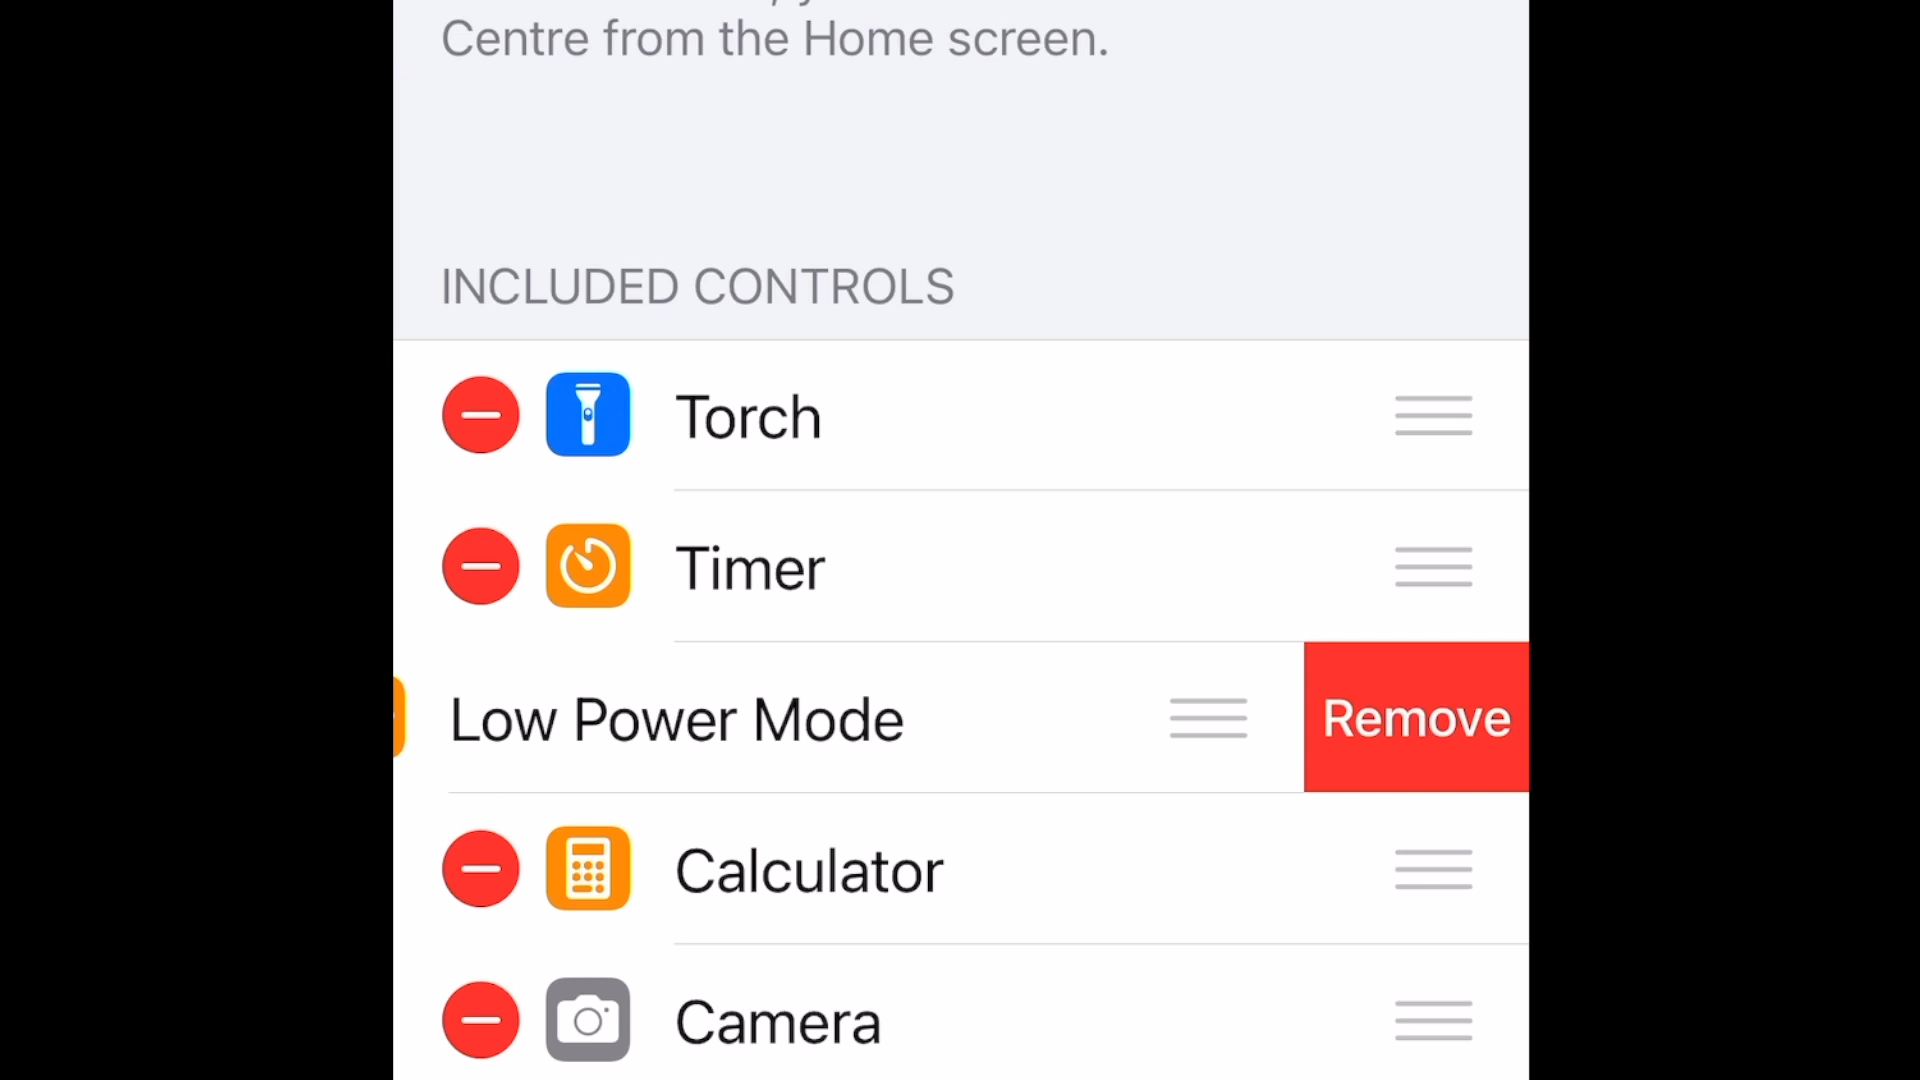 Centre from the Home screen.
INCLUDED CONTROLS
Torch
Timer
Low Power Mode
Remove
Calculator
Camera